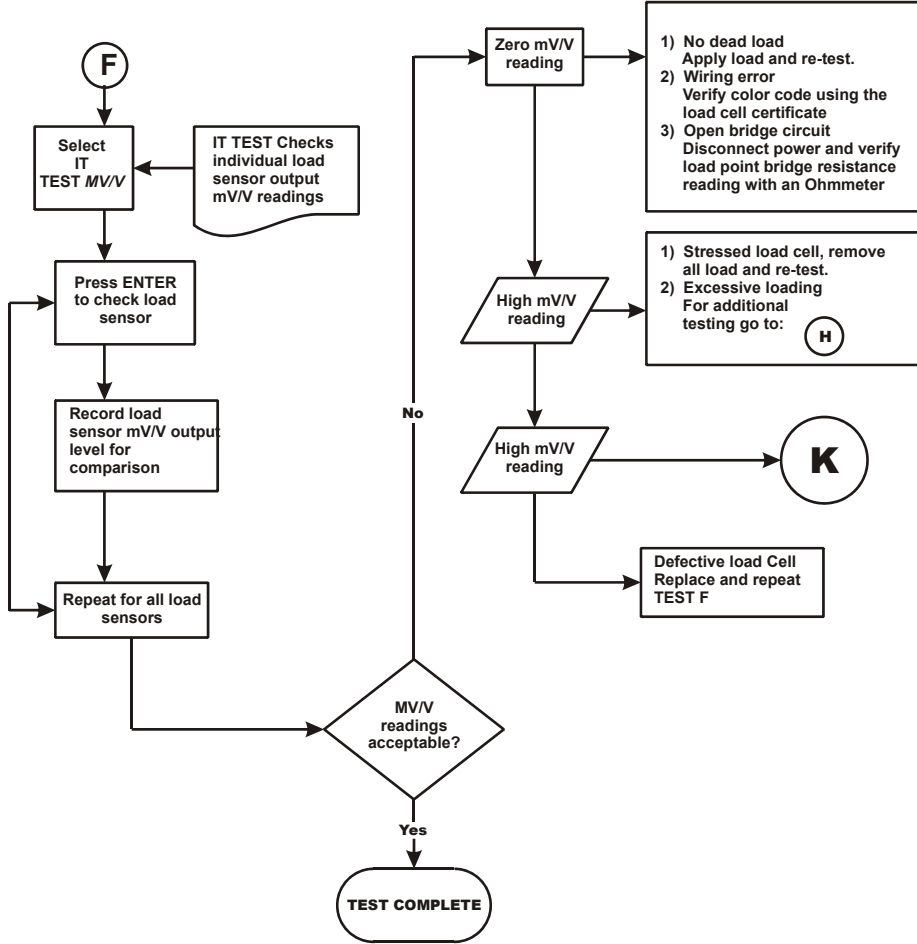 F
Select
IT
TEST MV/V
IT TEST Checks
individual load
sensor output
mV/V readings
Press ENTER
to check load
sensor
Record load
sensor mV/V output
level for
comparison
Repeat for all load
sensors
MV/V
readings
acceptable?
Yes
TEST COMPLETE
No
Zero mV/V
reading
1) No dead load
Apply load and re-test.
2) Wiring error
Verify color code using the
load cell certificate
3) Open bridge circuit
Disconnect power and verify
load point bridge resistance
reading with an Ohmmeter
High mV/V
reading
1) Stressed load cell, remove
all load and re-test.
2) Excessive loading
For additional
testing go to:
H
High mV/V
reading
K
Defective load Cell
Replace and repeat
TEST F